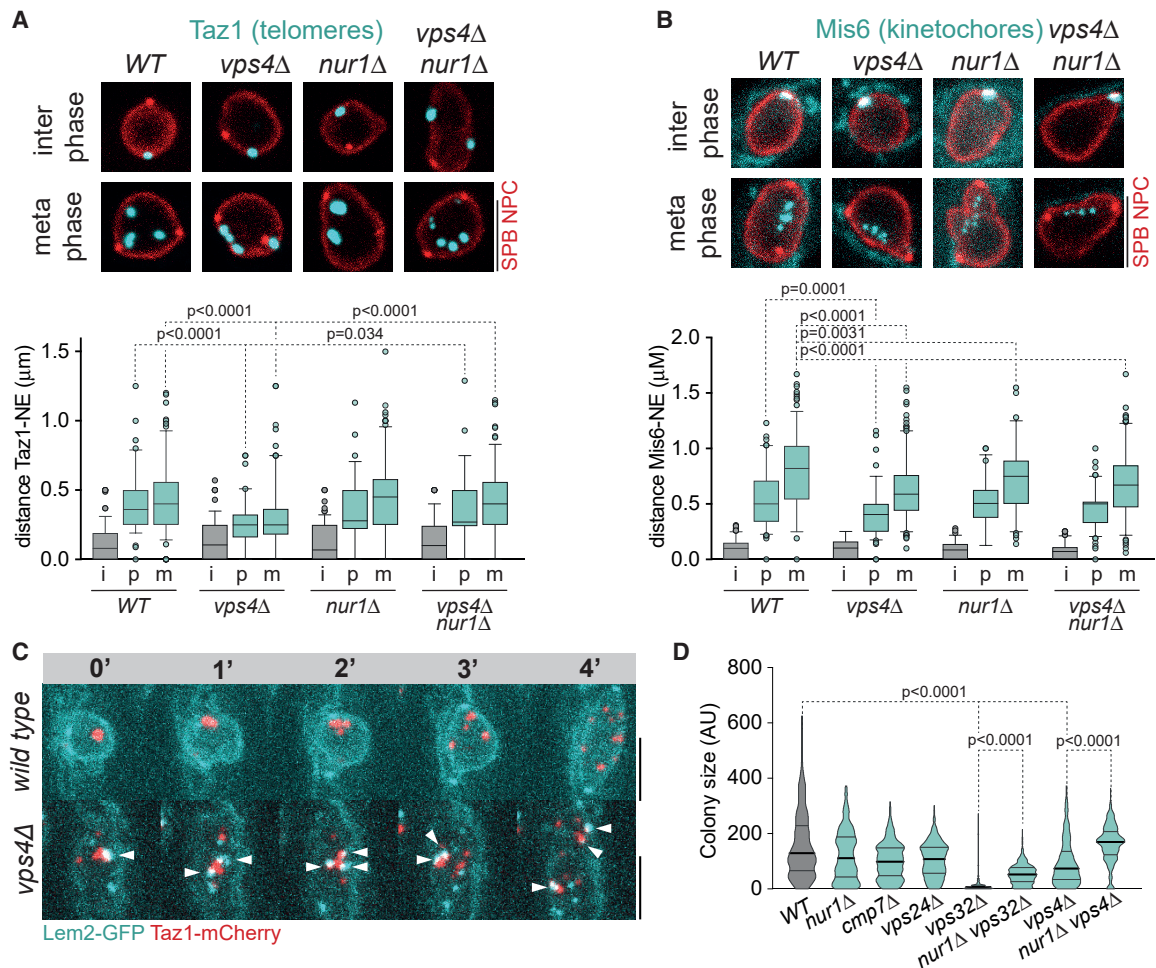 A
Taz1 (telomeres)
WT
vps4Δ
nur1Δ
vps4Δ
nur1Δ
inter
phase
meta
phase
SPB NPC
p<0.0001
p<0.0001
p<0.0001
p=0.034
distance Taz1-NE (μm)
1.5
1.0
0.5
0.0
i p m i p m i p m i p m
WT
vps4Δ
nur1Δ
vps4Δ
nur1Δ
B
Mis6 (kinetochores)
WT
vps4Δ
nur1Δ
vps4Δ
nur1Δ
inter
phase
meta
phase
SPB NPC
p=0.0001
p<0.0001
p=0.0031
p<0.0001
distance Mis6-NE (μM)
2.0
1.5
1.0
0.5
0.0
i p m i p m i p m i p m
WT
vps4Δ
nur1Δ
vps4Δ
nur1Δ
C
0’ 1’ 2’ 3’ 4’
wild type
vps4Δ
Lem2-GFP Taz1-mCherry
D
Colony size (AU)
800
600
400
200
0
p<0.0001
p<0.0001
p<0.0001
WT
nur1Δ
cmp7Δ
vps24Δ
vps32Δ
nur1Δ vps32Δ
vps4Δ
nur1Δ vps4Δ